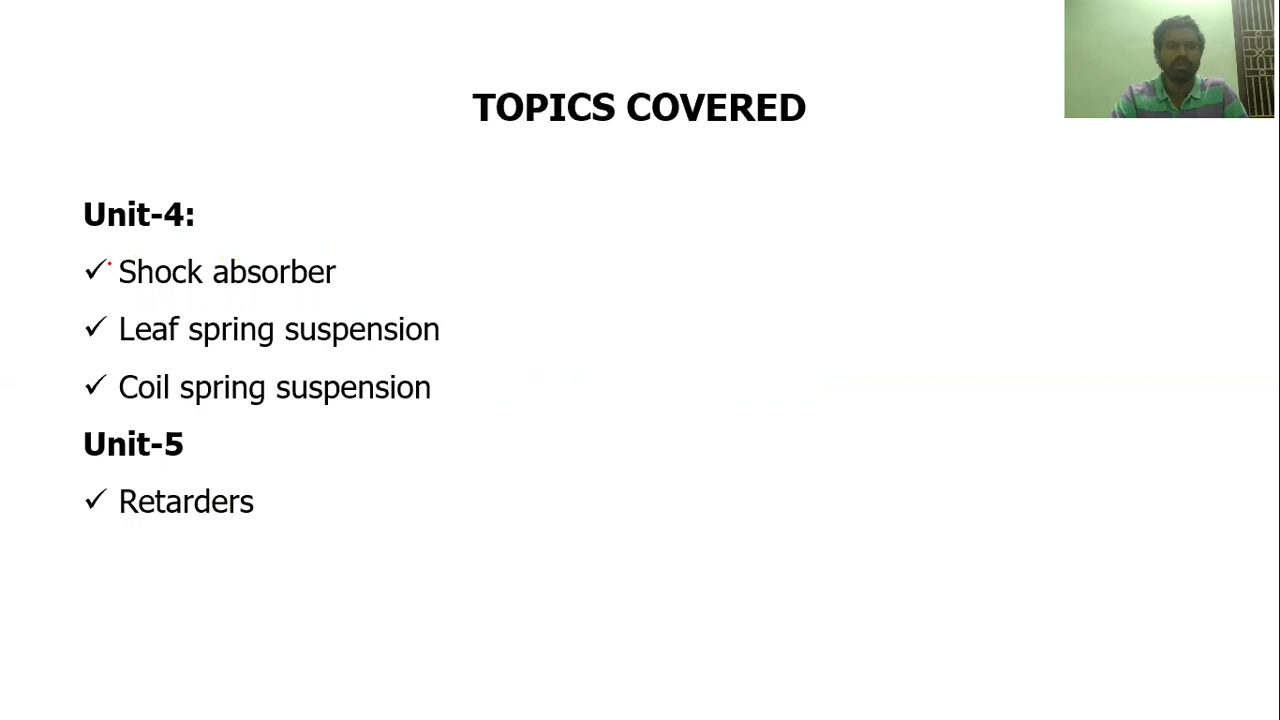 TOPICS COVERED
Unit-4:
✓ Shock absorber
✓ Leaf spring suspension
✓ Coil spring suspension
Unit-5
✓ Retarders